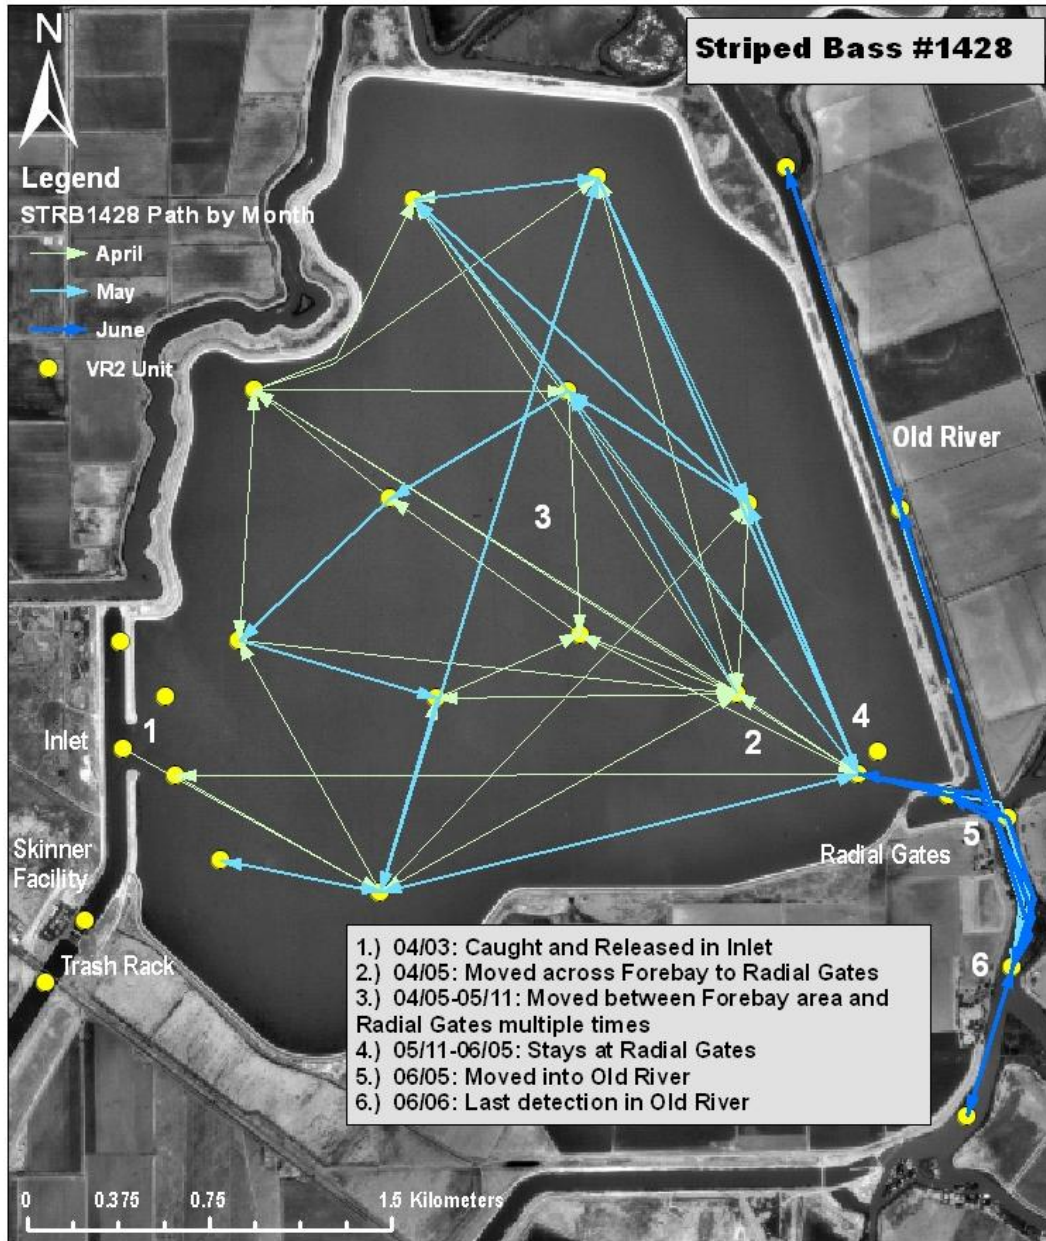 N
Striped Bass #1428
Legend
STRB1428 Path by Month
April
May
June
VR2 Unit
Old River
3
1
Inlet
2
4
5
Radial Gates
Skinner
Facility
Trash Rack
6
1.) 04/03: Caught and Released in Inlet
2.) 04/05: Moved across Forebay to Radial Gates
3.) 04/05-05/11: Moved between Forebay area and
Radial Gates multiple times
4.) 05/11-06/05: Stays at Radial Gates
5.) 06/05: Moved into Old River
6.) 06/06: Last detection in Old River
0 0.375 0.75 1.5 Kilometers